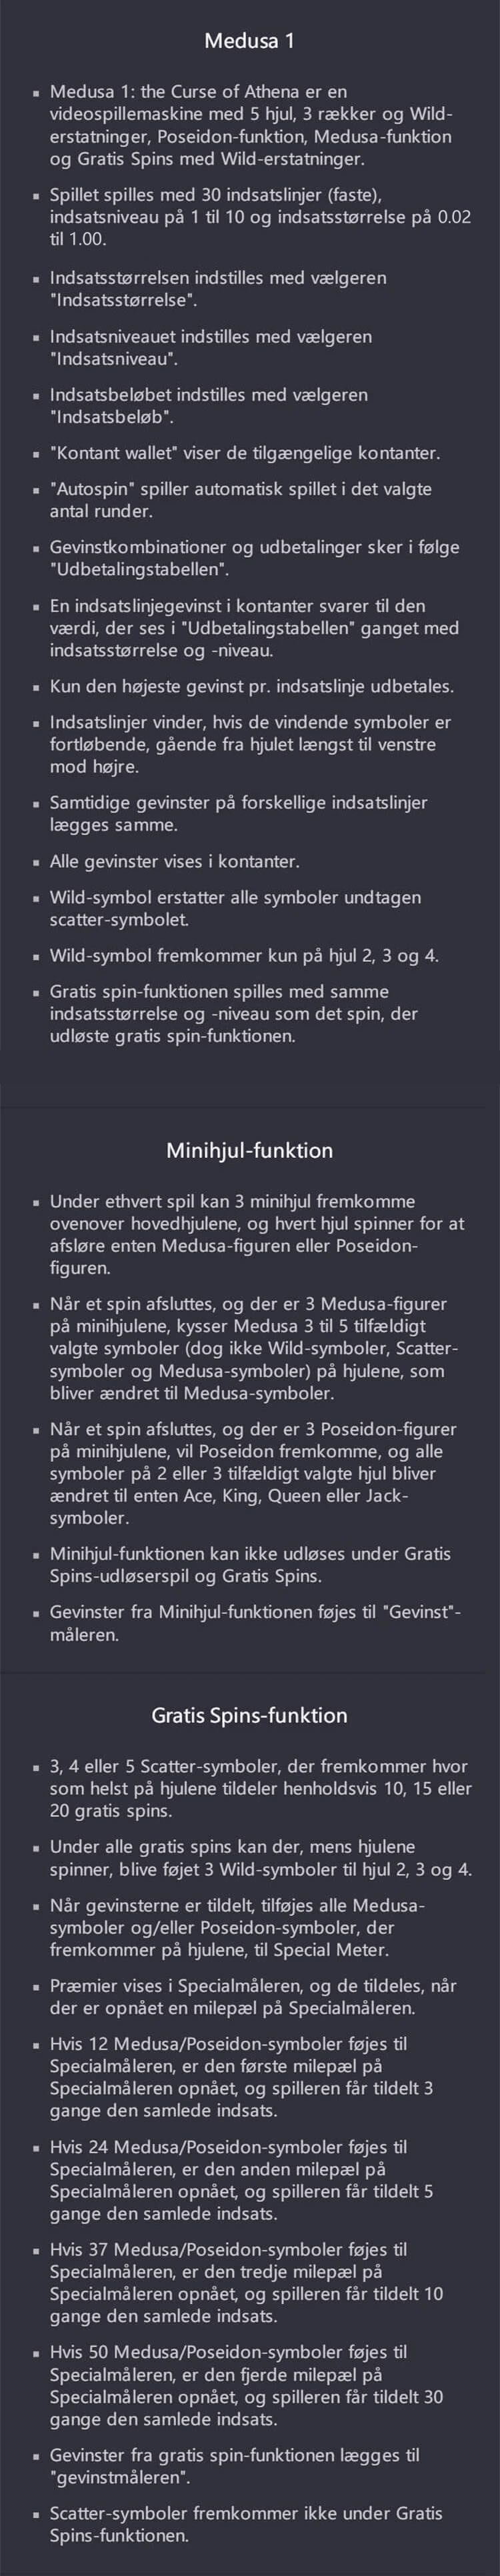 Medusa 1
▪ Medusa 1: the Curse of Athena er en
videospillemaskine med 5 hjul, 3 rækker og Wild-
erstatninger, Poseidon-funktion, Medusa-funktion
og Gratis Spins med Wild-erstatninger.
▪ Spillet spilles med 30 indsatslinjer (faste),
indsatsniveau på 1 til 10 og indsatsstørrelse på 0.02
til 1.00.
▪ Indsatsstørrelsen indstilles med vælgeren
"Indsatsstørrelse".
▪ Indsatsniveauet indstilles med vælgeren
"Indsatsniveau".
▪ Indsatsbeløbet indstilles med vælgeren
"Indsatsbeløb".
▪ "Kontant wallet" viser de tilgængelige kontanter.
▪ "Autospin" spiller automatisk spillet i det valgte
antal runder.
▪ Gevinstkombinationer og udbetalinger sker i følge
"Udbetalingstabellen".
▪ En indsatslinjegevinst i kontanter svarer til den
værdi, der ses i "Udbetalingstabellen" ganget med
indsatsstørrelse og -niveau.
▪ Kun den højeste gevinst pr. indsatslinje udbetales.
▪ Indsatslinjer vinder, hvis de vindende symboler er
fortløbende, gående fra hjulet længst til venstre
mod højre.
▪ Samtidige gevinster på forskellige indsatslinjer
lægges samme.
▪ Alle gevinster vises i kontanter.
▪ Wild-symbol erstatter alle symboler undtagen
scatter-symbolet.
▪ Wild-symbol fremkommer kun på hjul 2, 3 og 4.
▪ Gratis spin-funktionen spilles med samme
indsatsstørrelse og -niveau som det spin, der
udløste gratis spin-funktionen.
Minihjul-funktion
▪ Under ethvert spil kan 3 minihjul fremkomme
ovenover hovedhjulene, og hvert hjul spinner for at
afsløre enten Medusa-figuren eller Poseidon-
figuren.
▪ Når et spin afsluttes, og der er 3 Medusa-figurer
på minihjulene, kysser Medusa 3 til 5 tilfældigt
valgte symboler (dog ikke Wild-symboler, Scatter-
symboler og Medusa-symboler) på hjulene, som
bliver ændret til Medusa-symboler.
▪ Når et spin afsluttes, og der er 3 Poseidon-figurer
på minihjulene, vil Poseidon fremkomme, og alle
symboler på 2 eller 3 tilfældigt valgte hjul bliver
ændret til enten Ace, King, Queen eller Jack-
symboler.
▪ Minihjul-funktionen kan ikke udløses under Gratis
Spins-udløserspil og Gratis Spins.
▪ Gevinster fra Minihjul-funktionen føjes til "Gevinst"-
måleren.
Gratis Spins-funktion
▪ 3, 4 eller 5 Scatter-symboler, der fremkommer hvor
som helst på hjulene tildeler henholdsvis 10, 15 eller
20 gratis spins.
▪ Under alle gratis spins kan der, mens hjulene
spinner, blive føjet 3 Wild-symboler til hjul 2, 3 og 4.
▪ Når gevinsterne er tildelt, tilføjes alle Medusa-
symboler og/eller Poseidon-symboler, der
fremkommer på hjulene, til Special Meter.
▪ Præmier vises i Specialmåleren, og de tildeles, når
der er opnået en milepæl på Specialmåleren.
▪ Hvis 12 Medusa/Poseidon-symboler føjes til
Specialmåleren, er den første milepæl på
Specialmåleren opnået, og spilleren får tildelt 3
gange den samlede indsats.
▪ Hvis 24 Medusa/Poseidon-symboler føjes til
Specialmåleren, er den anden milepæl på
Specialmåleren opnået, og spilleren får tildelt 5
gange den samlede indsats.
▪ Hvis 37 Medusa/Poseidon-symboler føjes til
Specialmåleren, er den tredje milepæl på
Specialmåleren opnået, og spilleren får tildelt 10
gange den samlede indsats.
▪ Hvis 50 Medusa/Poseidon-symboler føjes til
Specialmåleren, er den fjerde milepæl på
Specialmåleren opnået, og spilleren får tildelt 30
gange den samlede indsats.
▪ Gevinster fra gratis spin-funktionen lægges til
"gevinstmåleren".
▪ Scatter-symboler fremkommer ikke under Gratis
Spins-funktionen.